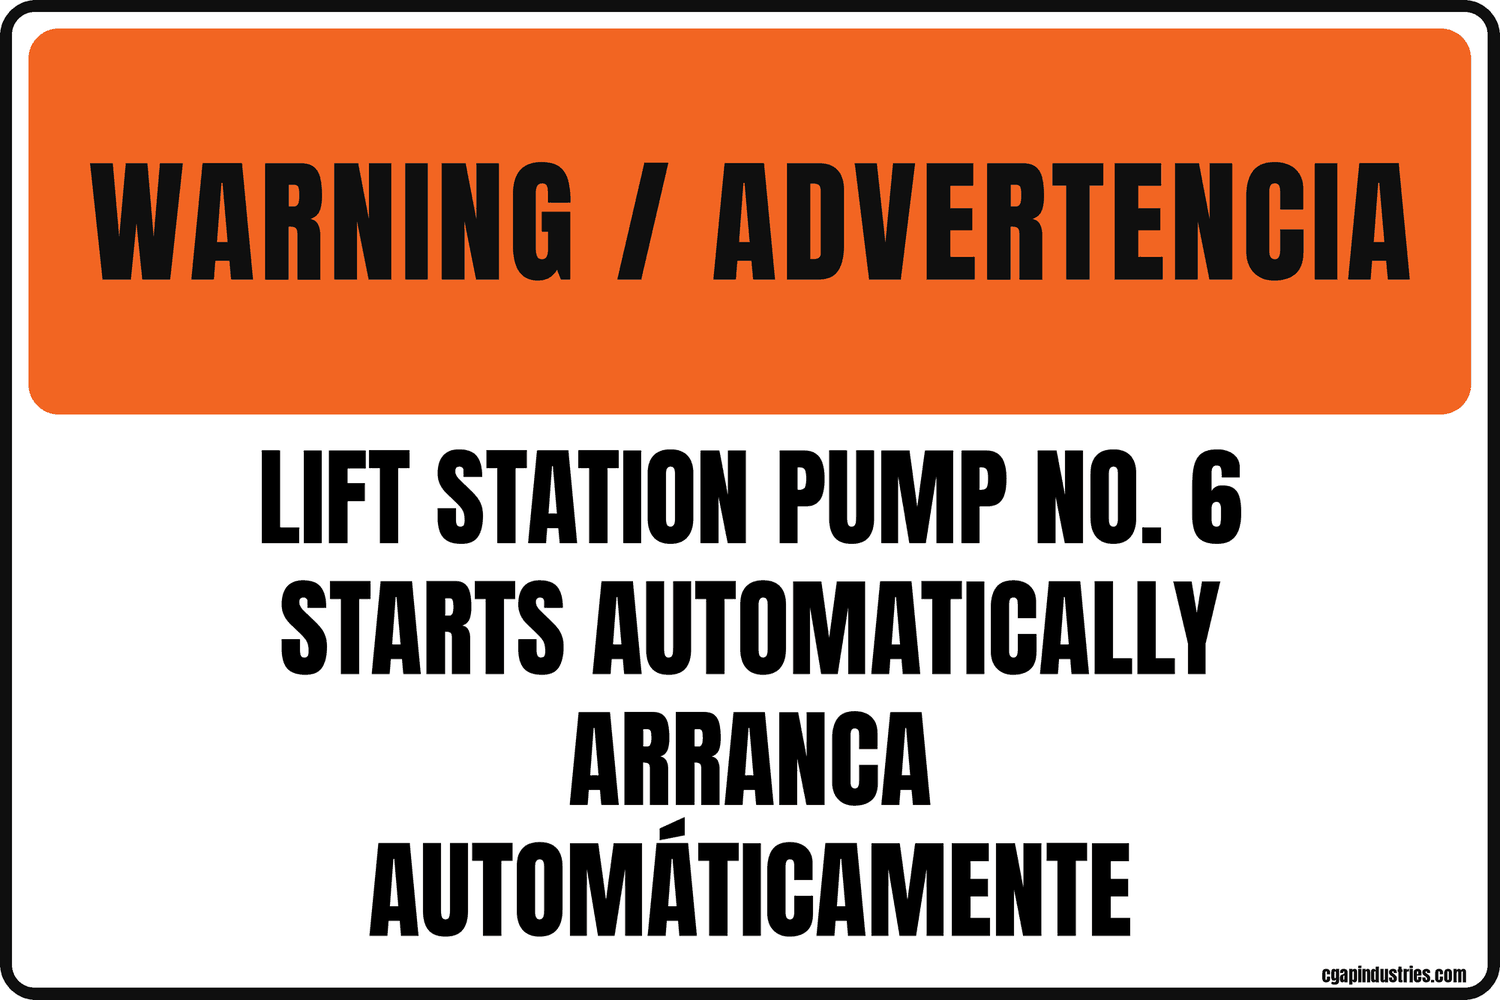 WARNING / ADVERTENCIA
LIFT STATION PUMP NO. 6
STARTS AUTOMATICALLY
ARRANCA
AUTOMÁTICAMENTE
cgapindustries.com